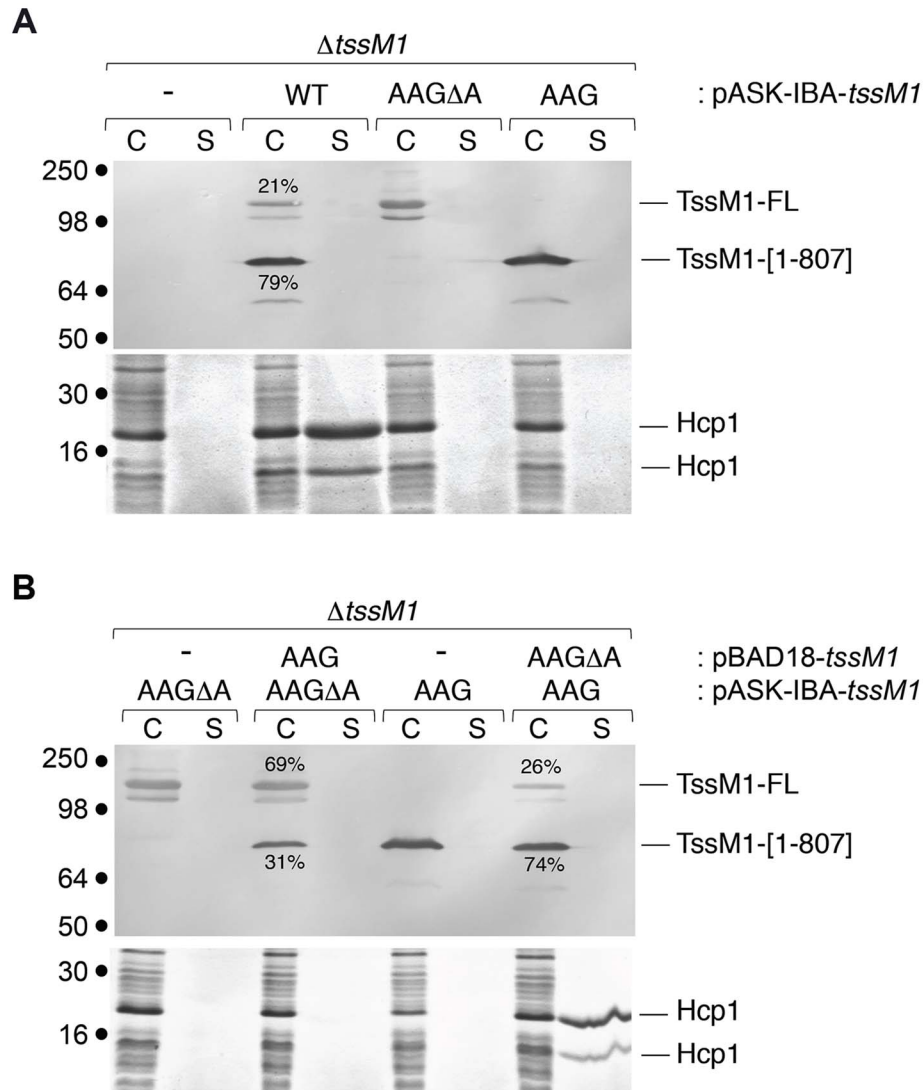 A
ΔtssM1
- WT AAGΔA AAG : pASK-IBA-tssM1
C S C S C S C S
250
21%
TssM1-FL
98
TssM1-[1-807]
79%
64
50
30
Hcp1
16
Hcp1
B
ΔtssM1
- AAG - AAGΔA : pBAD18-tssM1
AAGΔA AAGΔA AAG AAG : pASK-IBA-tssM1
C S C S C S C S
250
69% 26%
TssM1-FL
98
TssM1-[1-807]
31% 74%
64
50
30
Hcp1
16
Hcp1